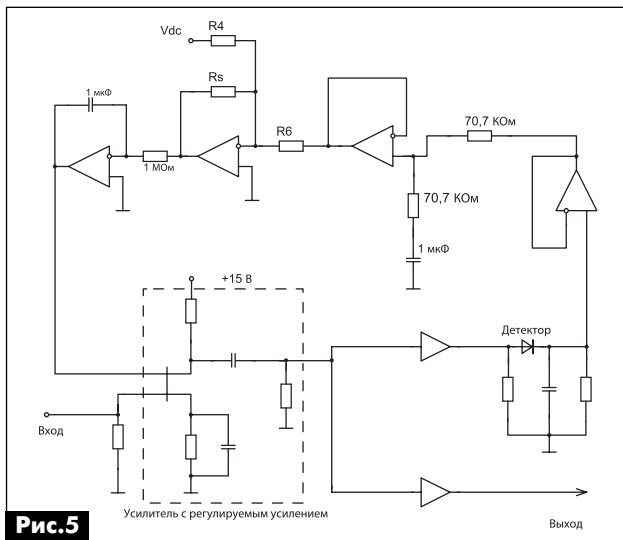 Vdc
R4
Rs
1 мкФ
1 МОм
R6
70,7 КОм
70,7 КОм
1 мкФ
+15 В
Детектор
Вход
Усилитель с регулируемым усилением
Выход
Рис.5